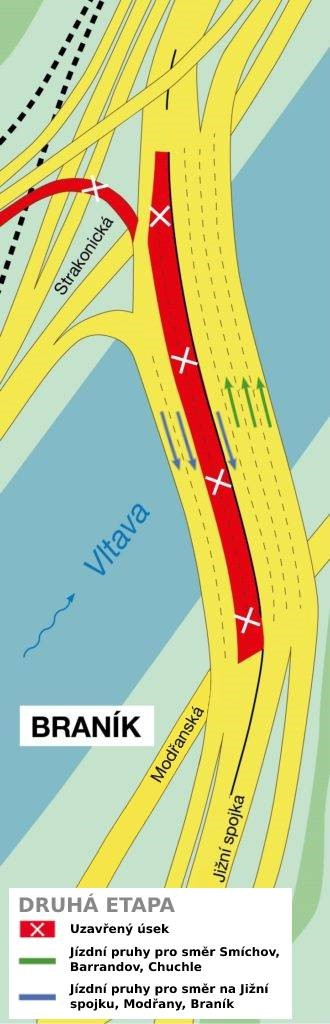 Strakonická
Vltava
BRANÍK
Modřanská
Jižní spojka
DRUHÁ ETAPA
Uzavřený úsek
Jízdní pruhy pro směr Smíchov,
Barrandov, Chuchle
Jízdní pruhy pro směr na Jižní
spojku, Modřany, Braník